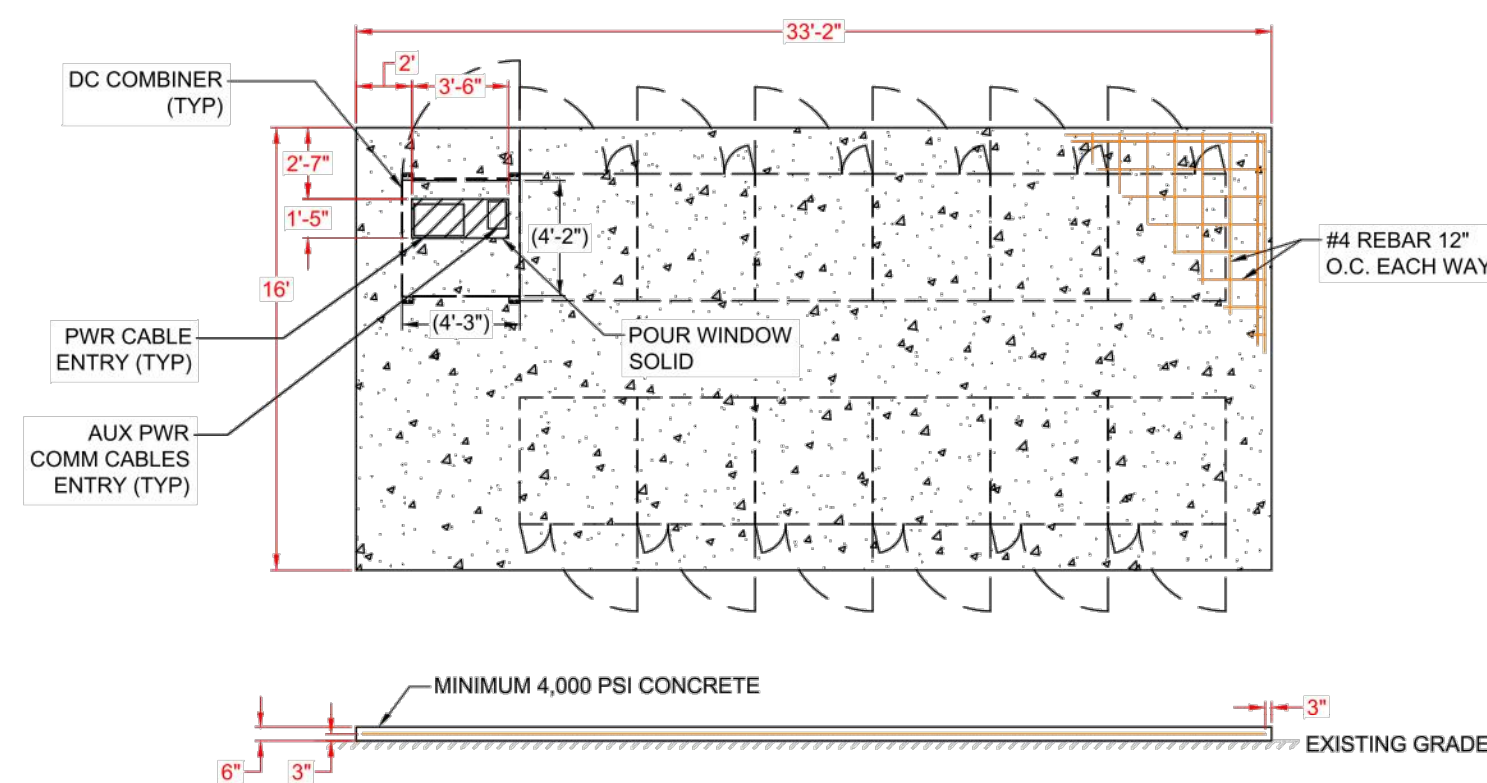 33'-2"
2'
3'-6"
DC COMBINER
(TYP)
2'-7"
1'-5"
(4'-2")
#4 REBAR 12"
O.C. EACH WAY
16'
(4'-3")
PWR CABLE
ENTRY (TYP)
POUR WINDOW
SOLID
AUX PWR
COMM CABLES
ENTRY (TYP)
MINIMUM 4,000 PSI CONCRETE
3"
EXISTING GRADE
6"
3"